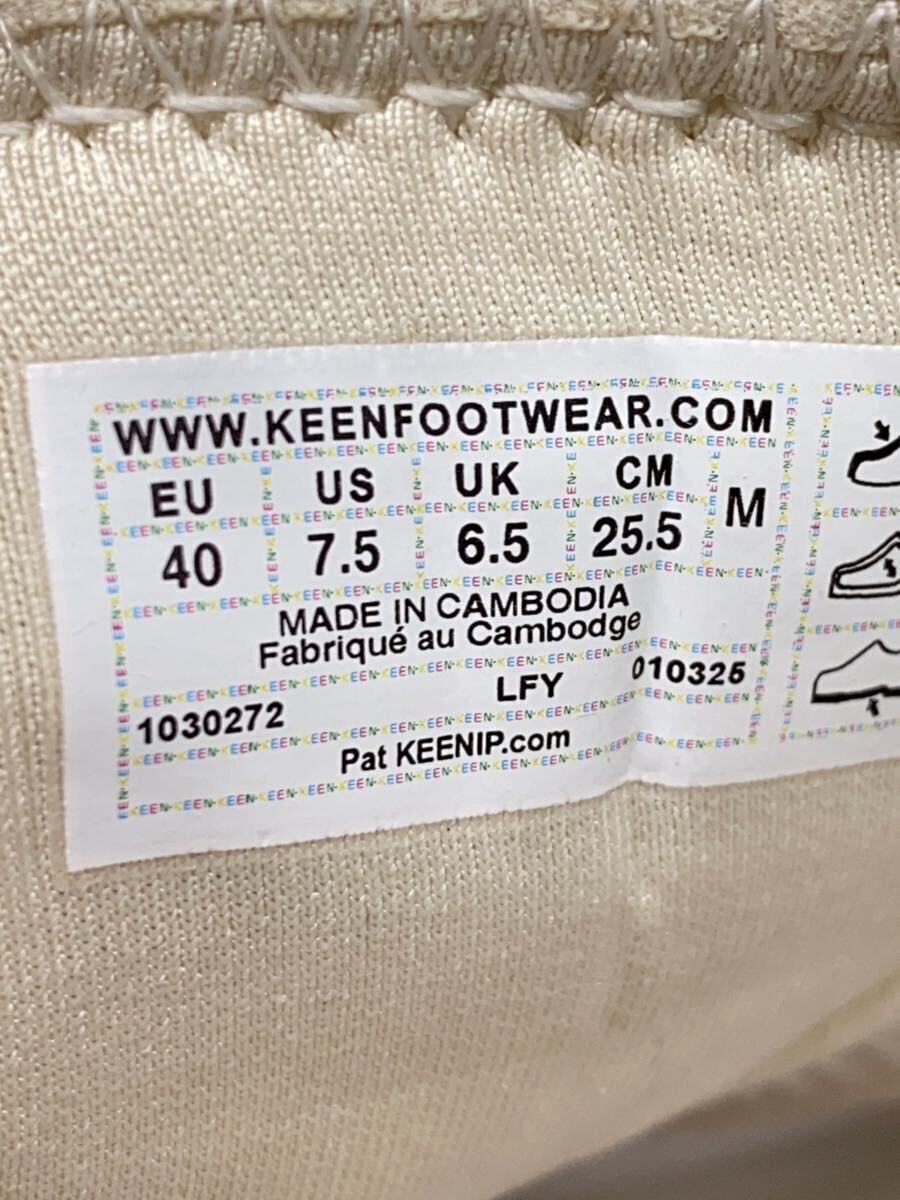 WWW.KEENFOOTWEAR.COM
EU US UK CM M
40 7.5 6.5 25.5
MADE IN CAMBODIA
Fabriqué au Cambodge
1030272 LFY 010325
Pat KEENIP.com